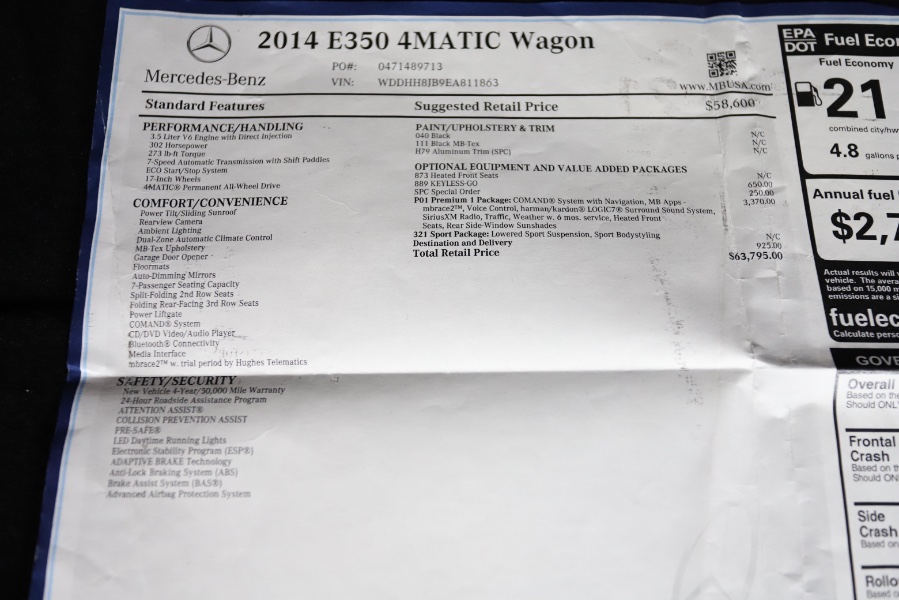 2014 E350 4MATIC Wagon
Mercedes-Benz
PO#: 0471489713
VIN: WDDHH8JB9EA811863
www.MBUSA.com
Standard Features
Suggested Retail Price $58,600
PERFORMANCE/HANDLING
3.5 Liter V6 Engine with Direct Injection
302 Horsepower
273 lb-ft Torque
7-Speed Automatic Transmission with Shift Paddles
ECO Start/Stop System
17-Inch Wheels
4MATIC® Permanent All-Wheel Drive
COMFORT/CONVENIENCE
Power Tilt/Sliding Sunroof
Rearview Camera
Ambient Lighting
Dual-Zone Automatic Climate Control
MB-Tex Upholstery
Garage Door Opener
Floormats
Auto-Dimming Mirrors
7-Passenger Seating Capacity
Split-Folding 2nd Row Seats
Folding Rear-Facing 3rd Row Seats
Power Liftgate
COMAND® System
CD/DVD Video/Audio Player
Bluetooth® Connectivity
Media Interface
mbrace2™ w. trial period by Hughes Telematics
SAFETY/SECURITY
New Vehicle 4-Year/50,000 Mile Warranty
24-Hour Roadside Assistance Program
ATTENTION ASSIST®
COLLISION PREVENTION ASSIST
PRE-SAFE®
LED Daytime Running Lights
Electronic Stability Program (ESP®)
ADAPTIVE BRAKE Technology
Anti-Lock Braking System (ABS)
Brake Assist System (BAS®)
Advanced Airbag Protection System
PAINT/UPHOLSTERY & TRIM
040 Black N/C
111 Black MB-Tex N/C
H79 Aluminum Trim (SPC) N/C
OPTIONAL EQUIPMENT AND VALUE ADDED PACKAGES
873 Heated Front Seats N/C
889 KEYLESS-GO 650.00
SPC Special Order 250.00
P01 Premium 1 Package: COMAND® System with Navigation, MB Apps - 3,370.00
mbrace2™, Voice Control, harman/kardon® LOGIC7® Surround Sound System,
SiriusXM Radio, Traffic, Weather w. 6 mos. service, Heated Front
Seats, Rear Side-Window Sunshades
321 Sport Package: Lowered Sport Suspension, Sport Bodystyling N/C
Destination and Delivery 925.00
Total Retail Price $63,795.00
EPA
DOT
Fuel Econ
Fuel Economy
21
combined city/hw
4.8 gallons p
Annual fuel
$2,7
Actual results will
vehicle. The avera
based on 15,000 m
emissions are a si
fuelec
Calculate perso
GOVE
Overall
Based on the
Should ONL
Frontal
Crash
Based on th
Should ON
Side
Crash
Based on
Rollo
Based o